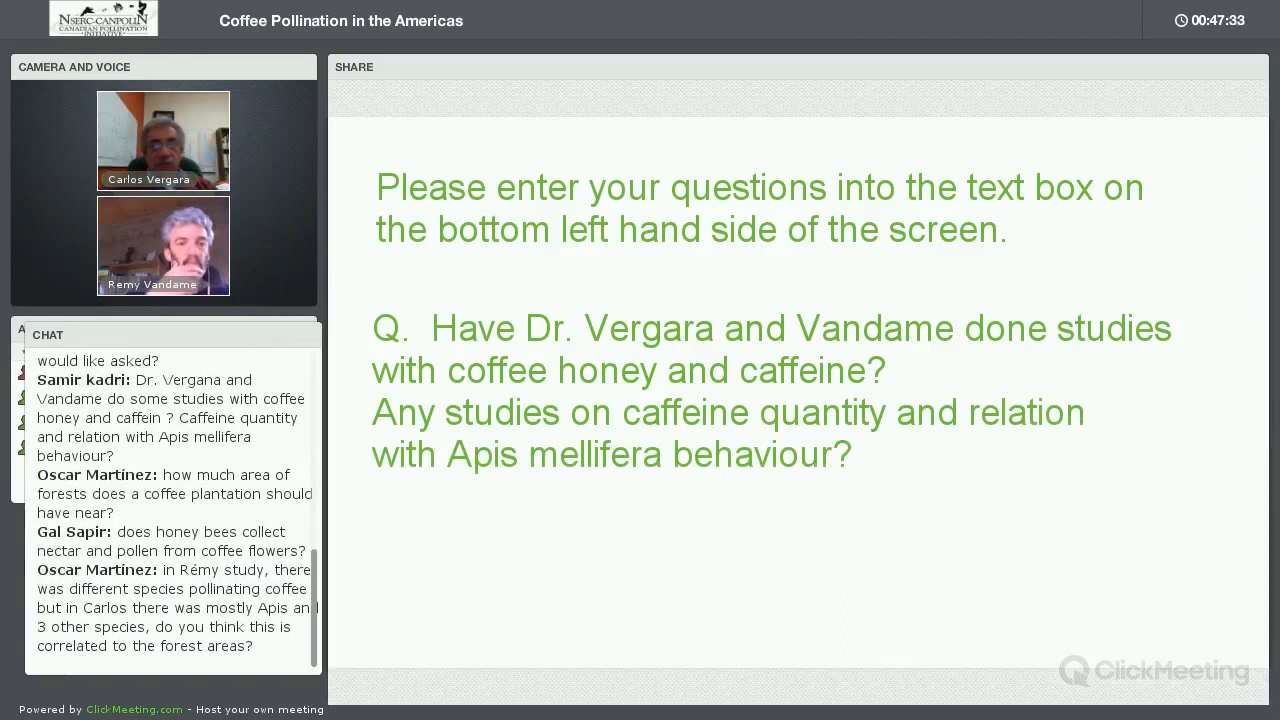 NSERC-CANPOLIN
CANADIAN POLLINATION
INITIATIVE
Coffee Pollination in the Americas
00:47:33
CAMERA AND VOICE
Carlos Vergara
Remy Vandame
A
CHAT
would like asked?
Samir kadri: Dr. Vergana and
Vandame do some studies with coffee
honey and caffein ? Caffeine quantity
and relation with Apis mellifera
behaviour?
Oscar Martínez: how much area of
forests does a coffee plantation should
have near?
Gal Sapir: does honey bees collect
nectar and pollen from coffee flowers?
Oscar Martínez: in Rémy study, there
was different species pollinating coffee
but in Carlos there was mostly Apis and
3 other species, do you think this is
correlated to the forest areas?
SHARE
Please enter your questions into the text box on
the bottom left hand side of the screen.
Q. Have Dr. Vergara and Vandame done studies
with coffee honey and caffeine?
Any studies on caffeine quantity and relation
with Apis mellifera behaviour?
ClickMeeting
Powered by ClickMeeting.com - Host your own meeting